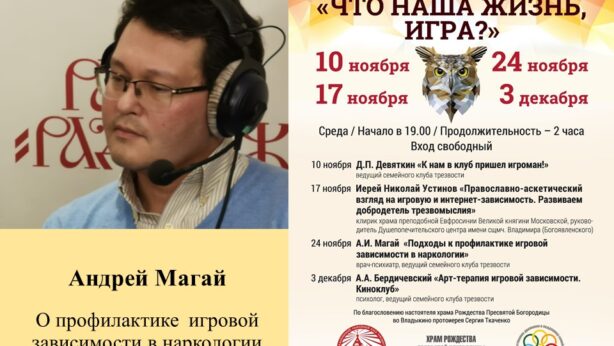 Андрей Магай
О профилактике игровой
зависимости в наркологии
«ЧТО НАША ЖИЗНЬ,
ИГРА?»
10 ноября 24 ноября
17 ноября 3 декабря
Среда / Начало в 19.00 / Продолжительность – 2 часа
Вход свободный
10 ноября Д.П. Девяткин «К нам в клуб пришел игроман!»
ведущий семейного клуба трезвости
17 ноября Иерей Николай Устинов «Православно-аскетический
взгляд на игровую и интернет-зависимость. Развиваем
добродетель трезвомыслия»
клирик храма преподобной Евфросинии Великой княгини Московской, руково-
дитель Душепопечительского центра имени сщмч. Владимира (Богоявленского)
24 ноября А.И. Магай «Подходы к профилактике игровой
зависимости в наркологии»
врач-психиатр, ведущий семейного клуба трезвости
3 декабря А.А. Бердичевский «Арт-терапия игровой зависимости.
Киноклуб»
психолог, ведущий семейного клуба трезвости
По благословению настоятеля храма Рождества Пресвятой Богородицы
во Владыкино протоиерея Сергия Ткаченко
ХРАМ
РОЖДЕСТВА